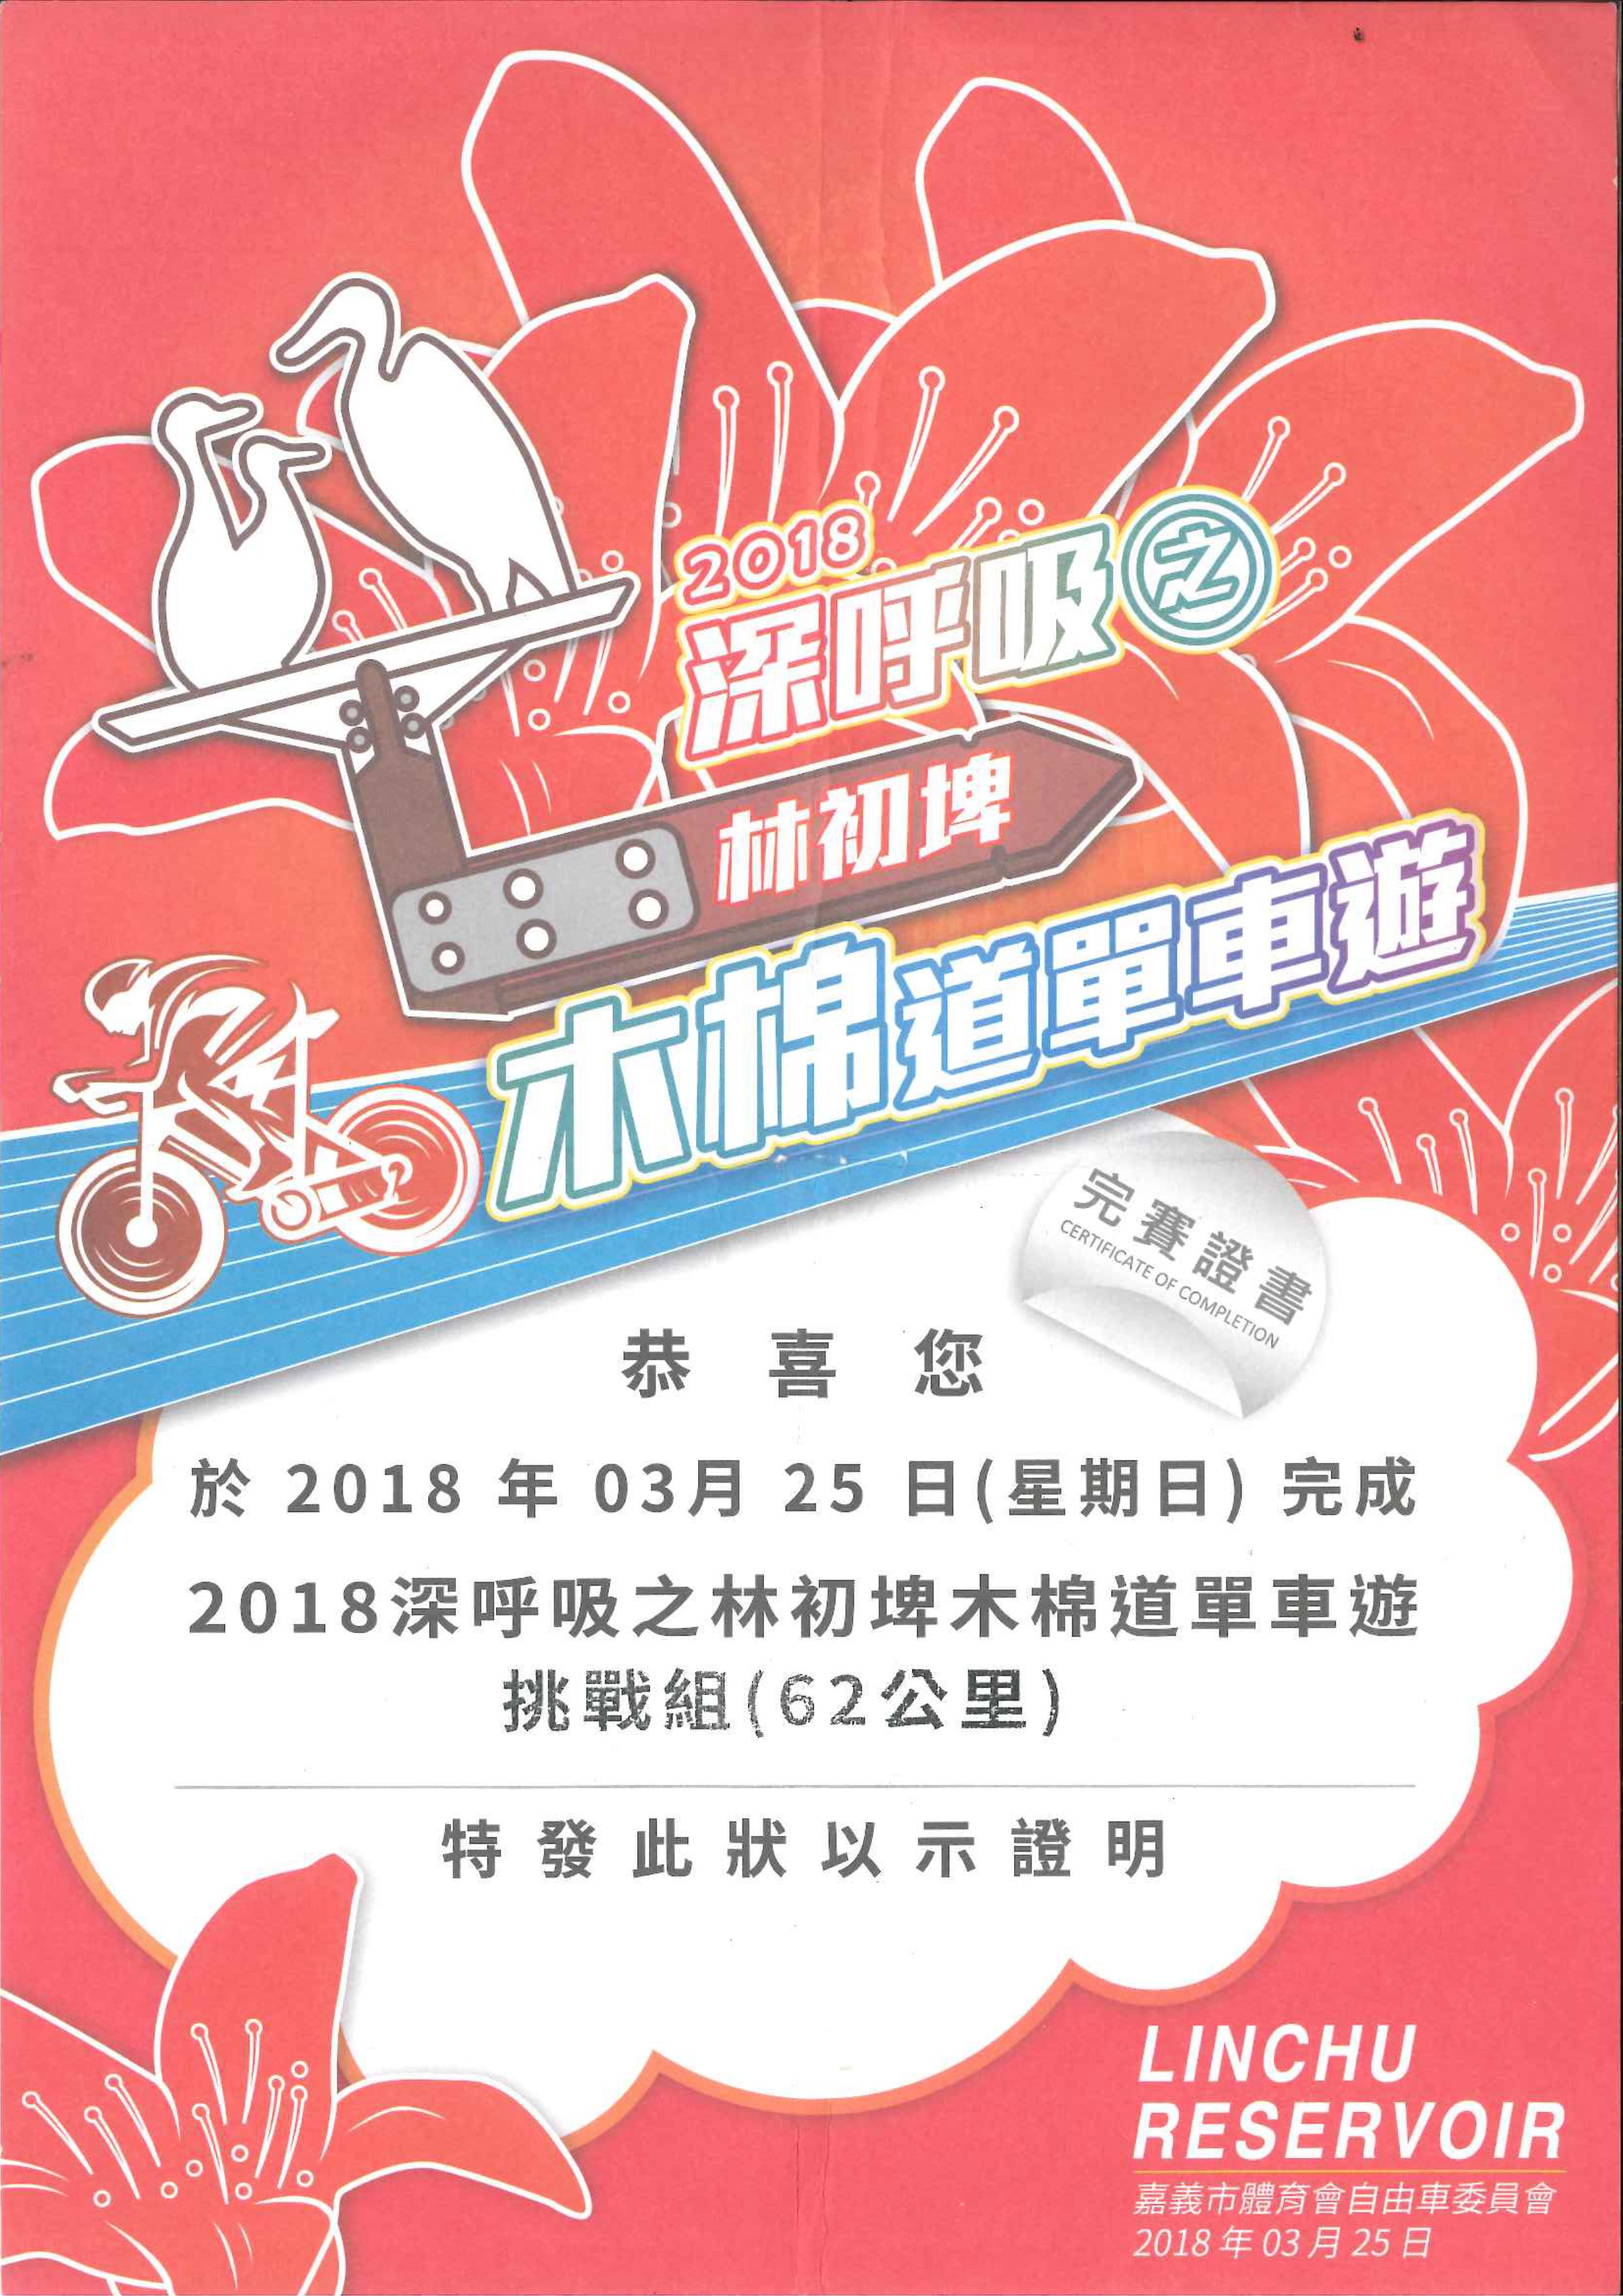 2018
深呼吸之
林初埤
木棉道單車遊
完賽證書
CERTIFICATE OF COMPLETION
恭喜您
於 2018 年 03月 25 日(星期日) 完成
2018深呼吸之林初埤木棉道單車遊
挑戰組(62公里)
特發此狀以示證明
LINCHU
RESERVOIR
嘉義市體育會自由車委員會
2018 年 03 月 25 日